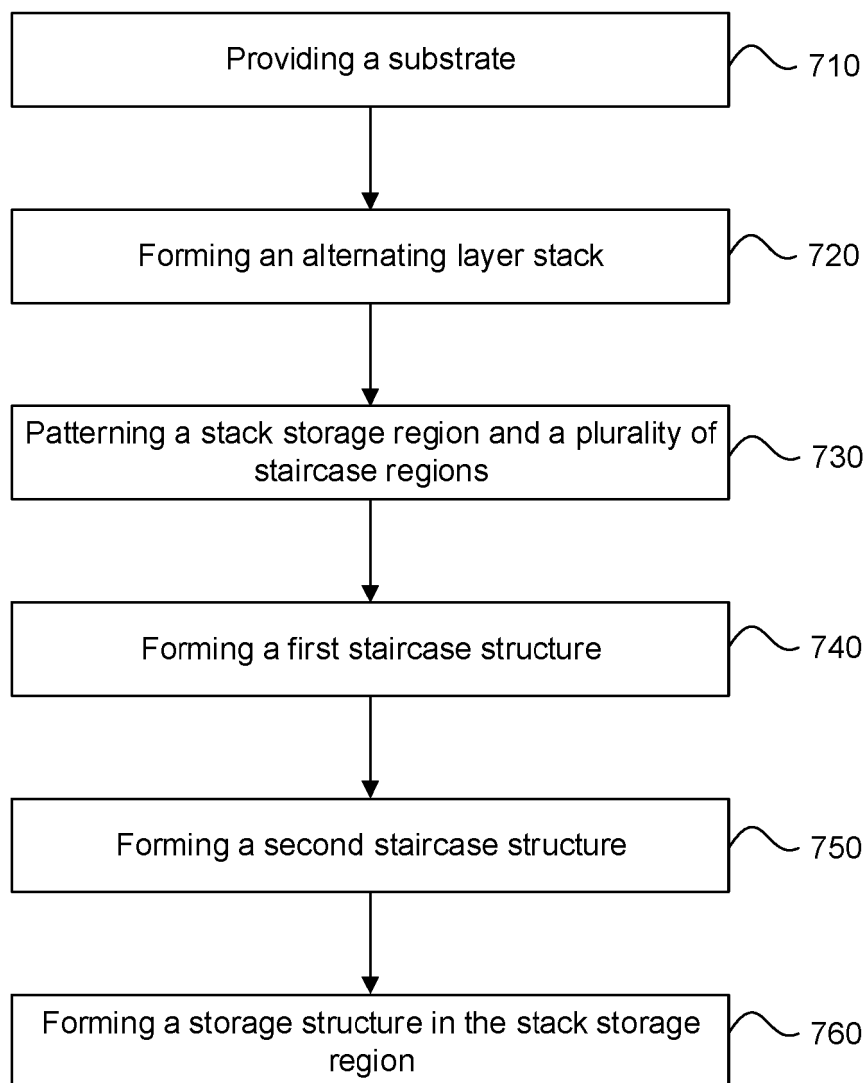 Providing a substrate
710
Forming an alternating layer stack
720
Patterning a stack storage region and a plurality of
staircase regions
730
Forming a first staircase structure
740
Forming a second staircase structure
750
Forming a storage structure in the stack storage
region
760